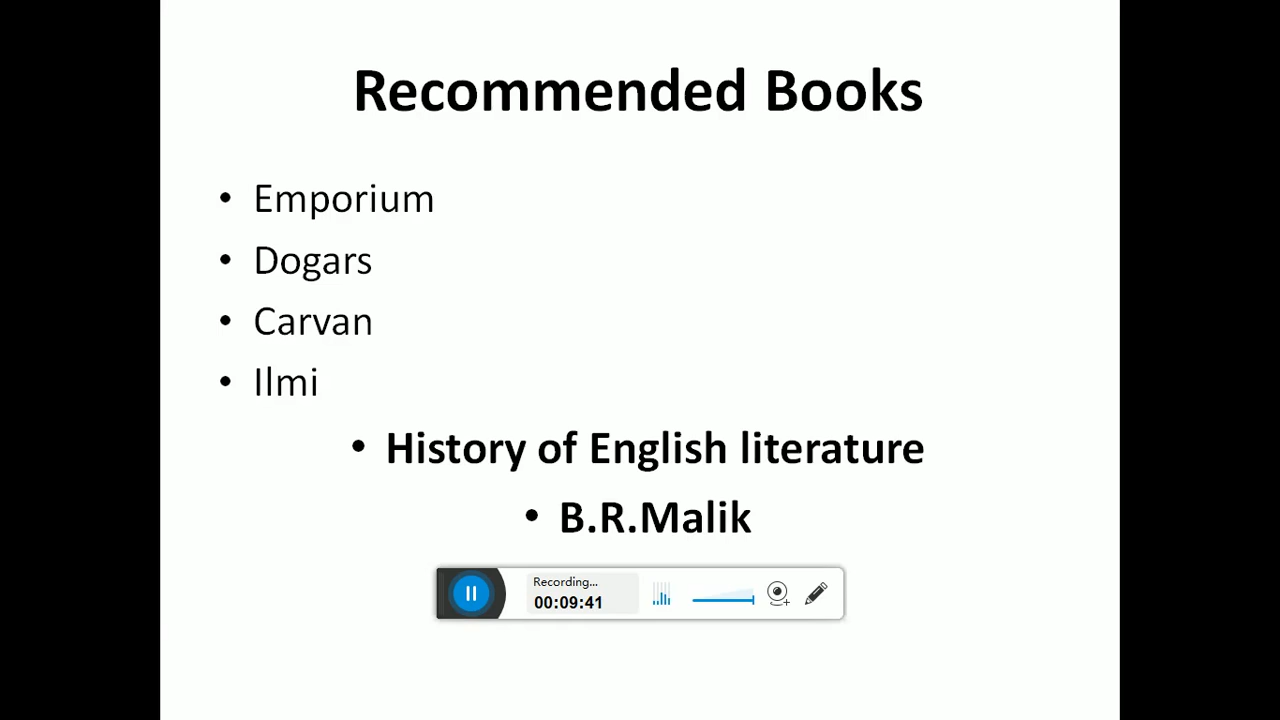 Recommended Books
• Emporium
• Dogars
• Carvan
• Ilmi
• History of English literature
• B.R.Malik
Recording...
00:09:41